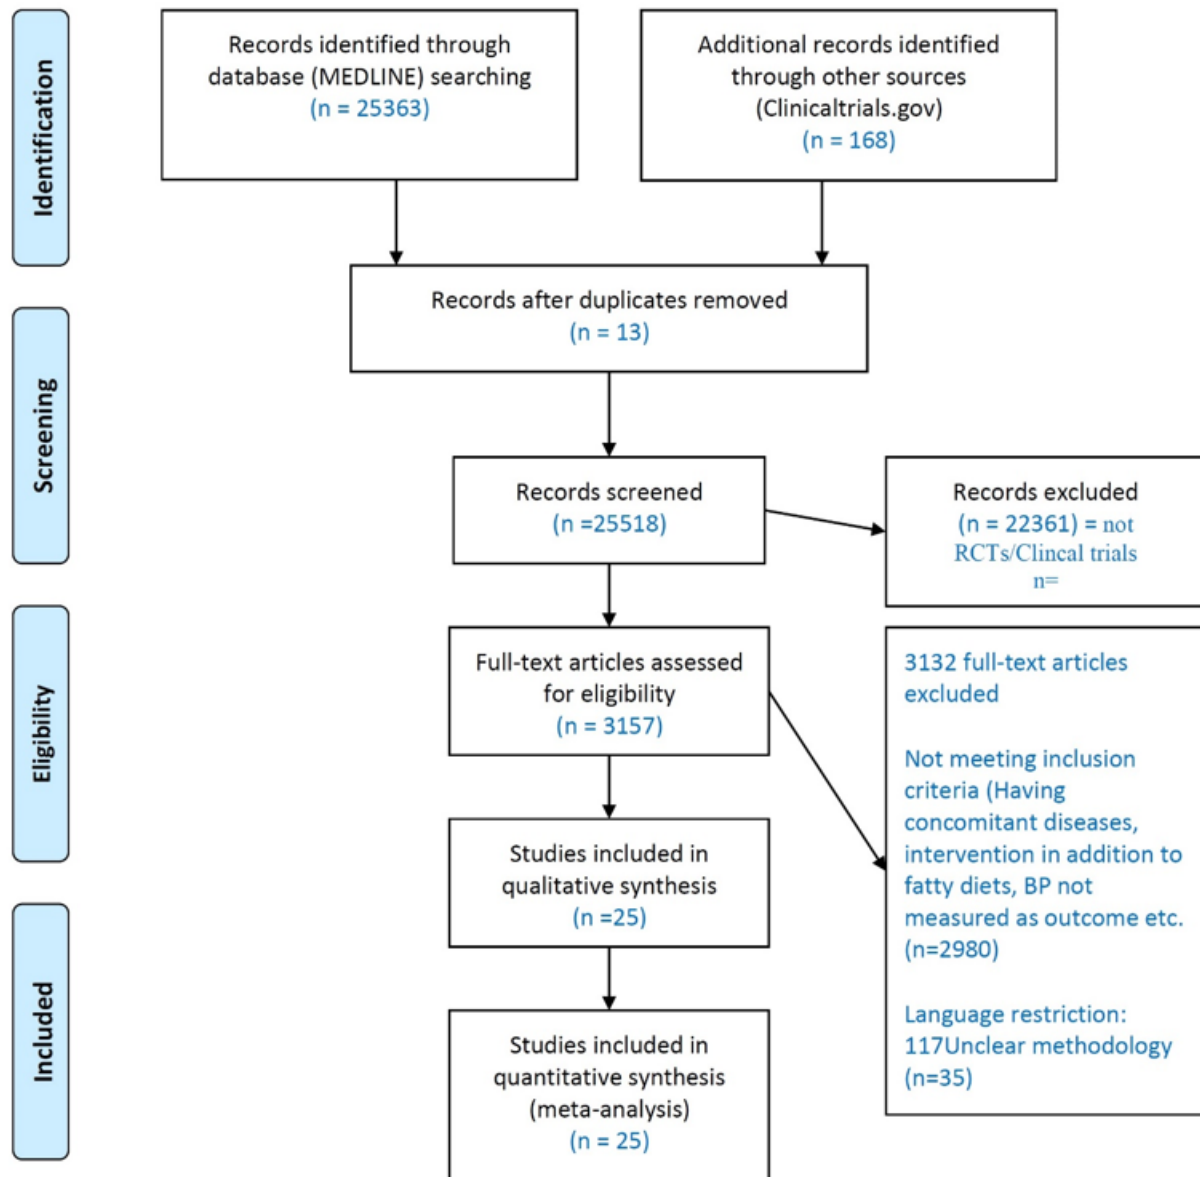 Identification
Records identified through
database (MEDLINE) searching
(n = 25363)
Additional records identified
through other sources
(Clinicaltrials.gov)
(n = 168)
Records after duplicates removed
(n = 13)
Screening
Records screened
(n =25518)
Records excluded
(n = 22361) = not
RCTs/Clincal trials
n=
Eligibility
Full-text articles assessed
for eligibility
(n = 3157)
3132 full-text articles
excluded
Not meeting inclusion
criteria (Having
concomitant diseases,
intervention in addition to
fatty diets, BP not
measured as outcome etc.
(n=2980)
Language restriction:
117Unclear methodology
(n=35)
Studies included in
qualitative synthesis
(n =25)
Included
Studies included in
quantitative synthesis
(meta-analysis)
(n = 25)